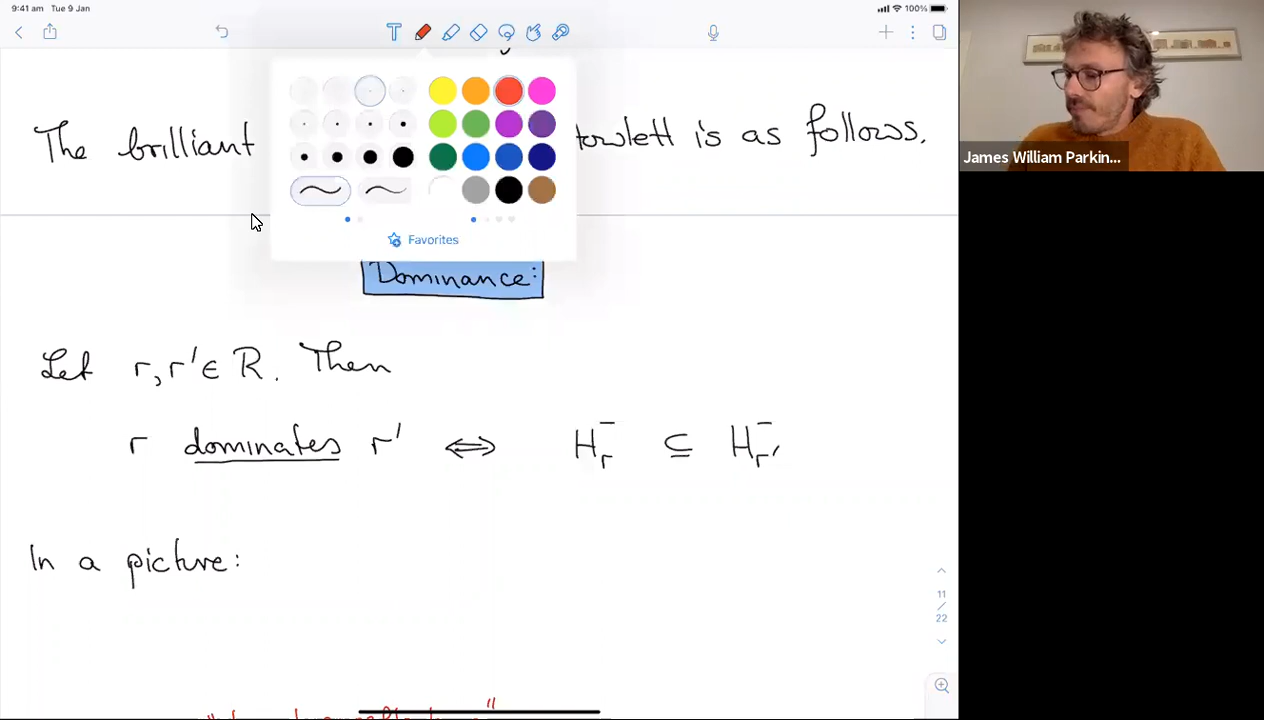 9:41 am Tue 9 Jan
100%
T
The brilliant is as follows.
James William Parkin...
Favorites
Dominance:
Let r, r' ∈ R. Then
r dominates r' ⇔ H_r^- ⊆ H_r'^-
In a picture:
11
/
22